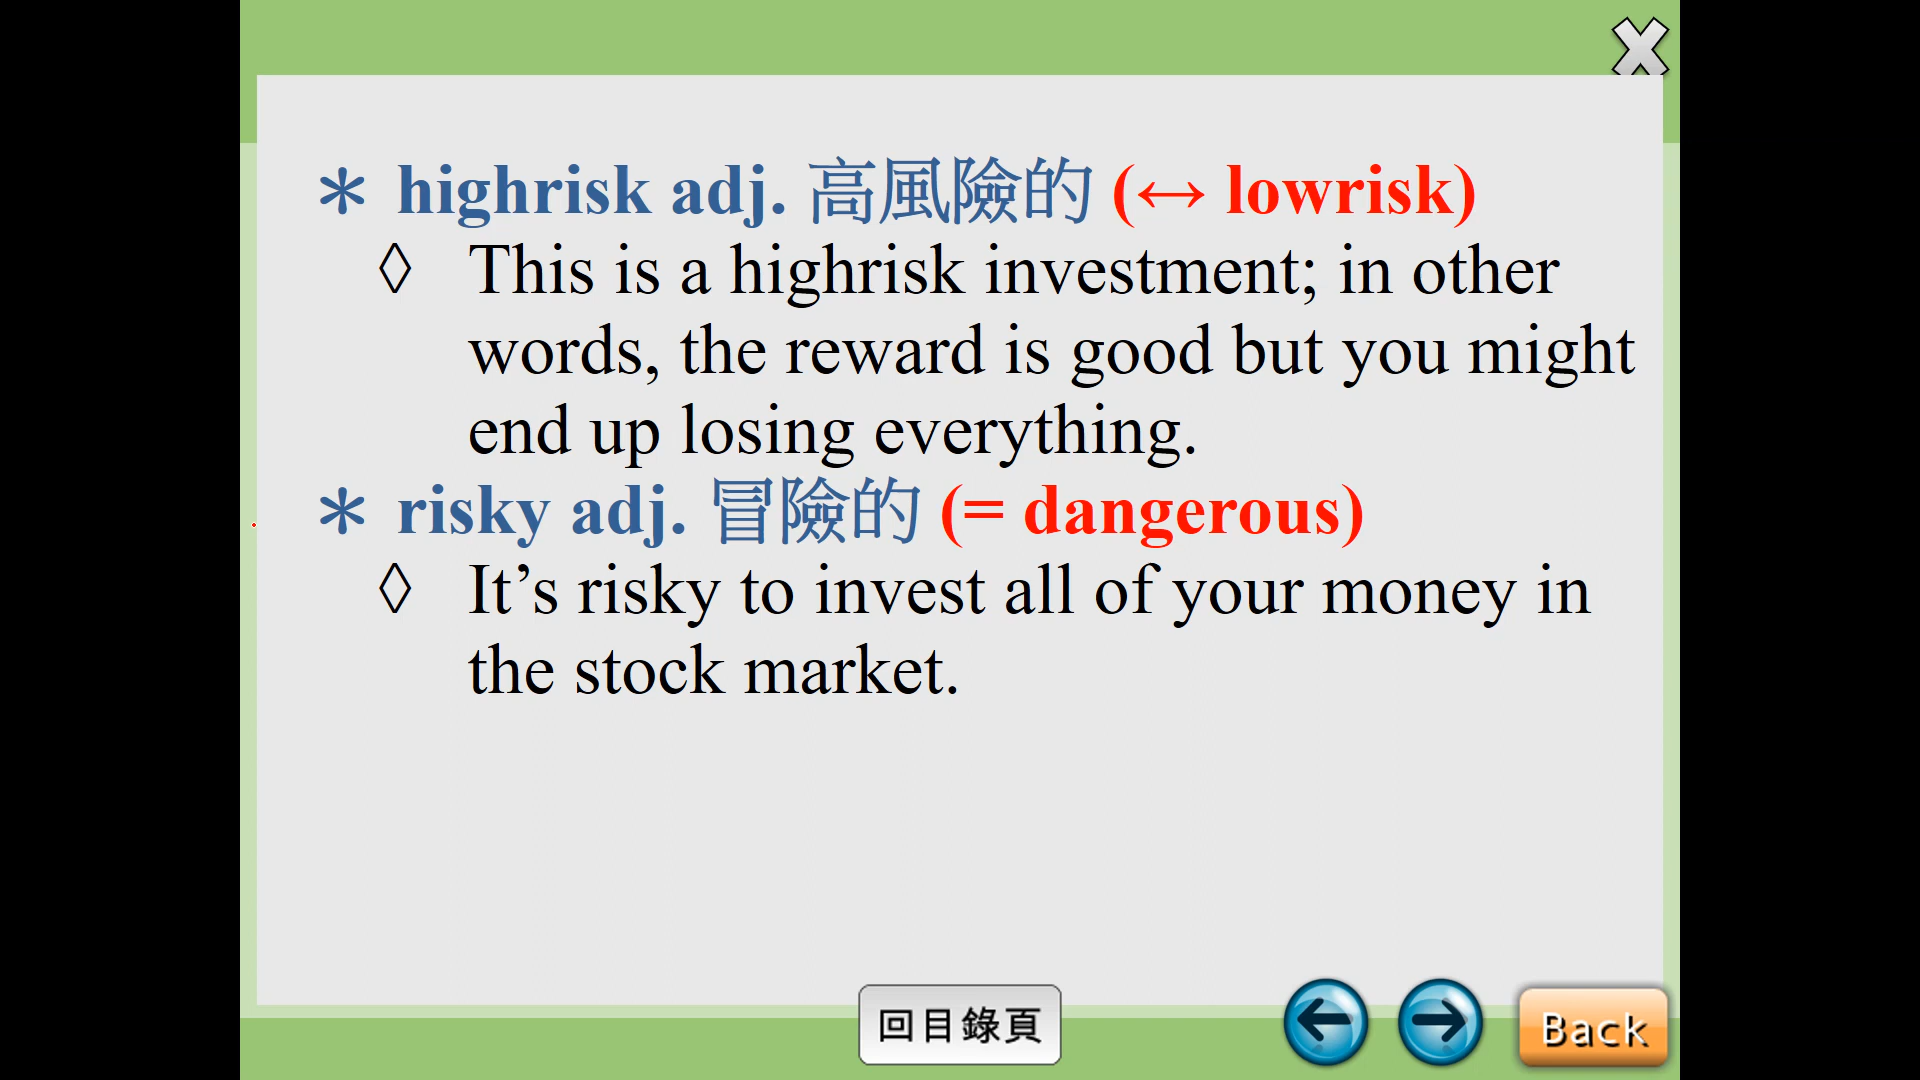 ＊ highrisk adj. 高風險的 (↔ lowrisk)
◊ This is a highrisk investment; in other
words, the reward is good but you might
end up losing everything.
＊ risky adj. 冒險的 (= dangerous)
◊ It’s risky to invest all of your money in
the stock market.
回目錄頁
Back